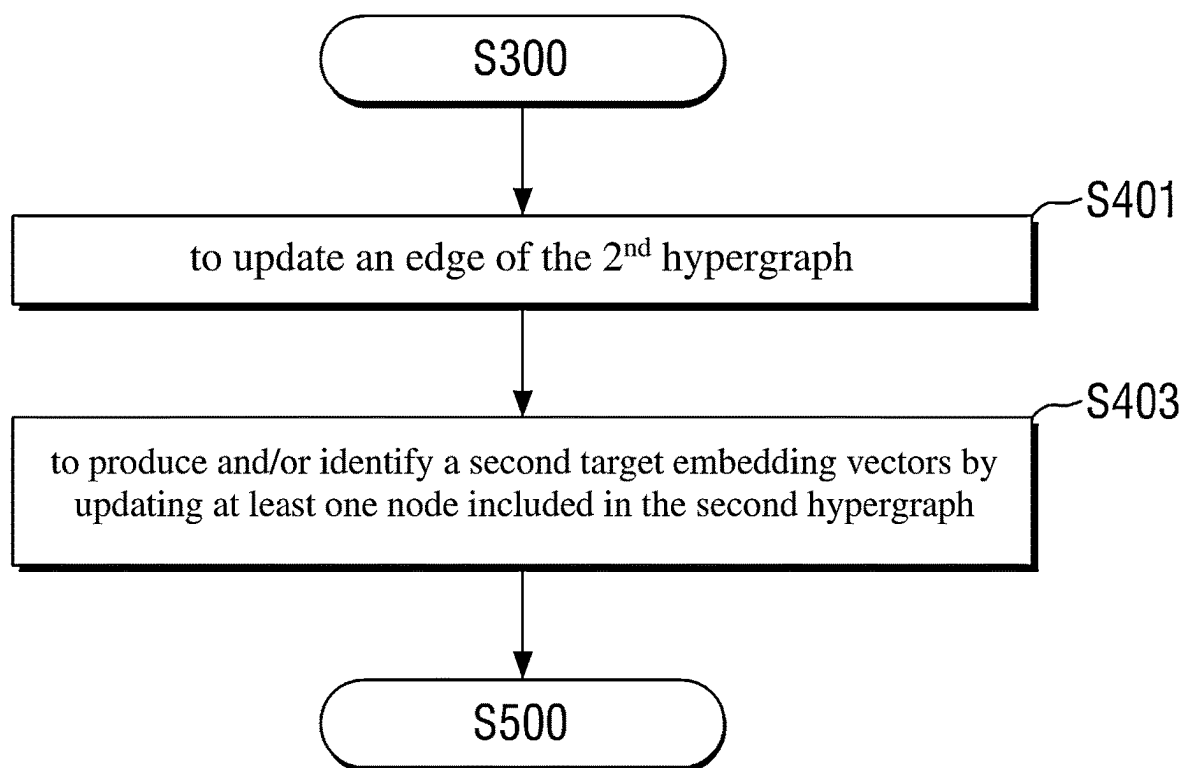 S300
S401
to update an edge of the 2nd hypergraph
S403
to produce and/or identify a second target embedding vectors by
updating at least one node included in the second hypergraph
S500